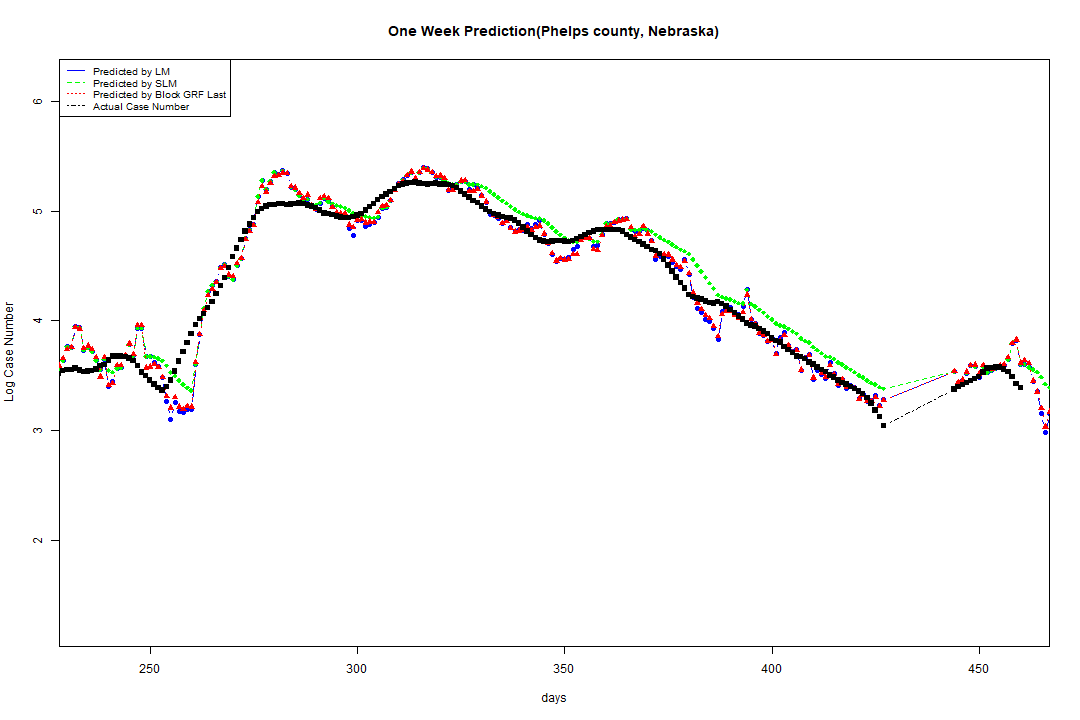 One Week Prediction(Phelps county, Nebraska)
Predicted by LM
Predicted by SLM
Predicted by Block GRF Last
Actual Case Number
6
5
4
3
2
Log Case Number
250 300 350 400 450
days